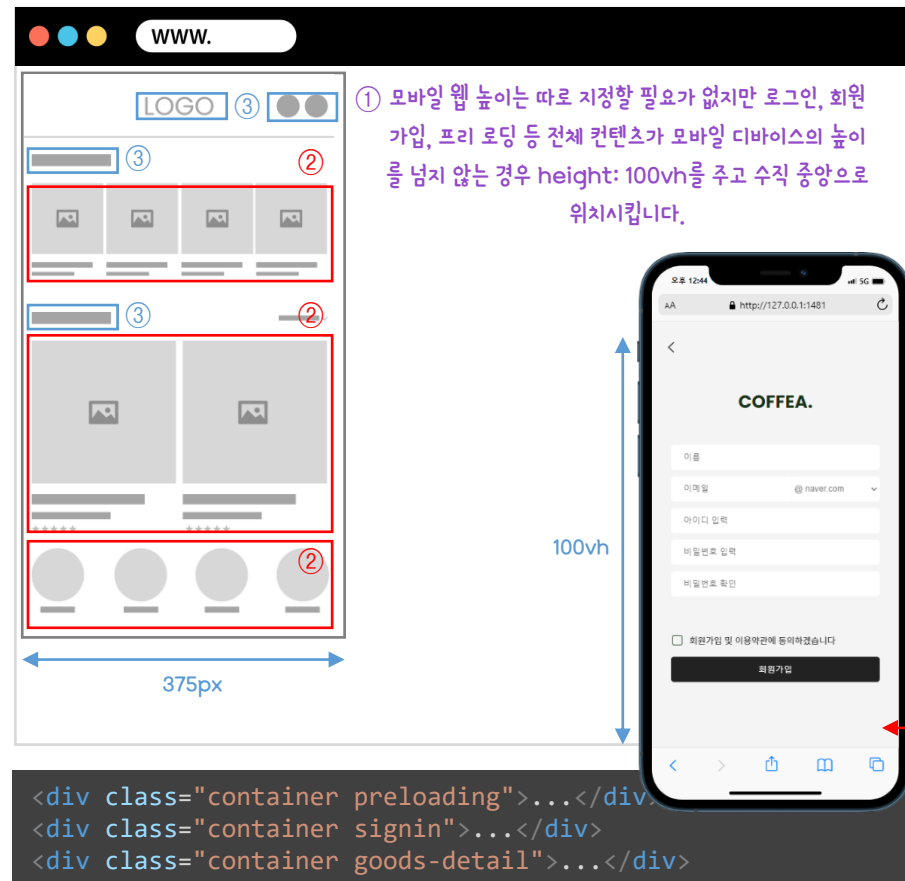 WWW.
LOGO ③
① 모바일 웹 높이는 따로 지정할 필요가 없지만 로그인, 회원
가입, 프리 로딩 등 전체 컨텐츠가 모바일 디바이스의 높이
를 넘지 않는 경우 height: 100vh를 주고 수직 중앙으로
위치시킵니다.
③
②
③
②
②
375px
100vh
오후 12:44
5G
AA
http://127.0.0.1:1481
COFFEA.
이름
이메일 @ naver.com
아이디 입력
비밀번호 입력
비밀번호 확인
회원가입 및 이용약관에 동의하겠습니다
회원가입
<div class="container preloading">...</div>
<div class="container signin">...</div>
<div class="container goods-detail">...</div>